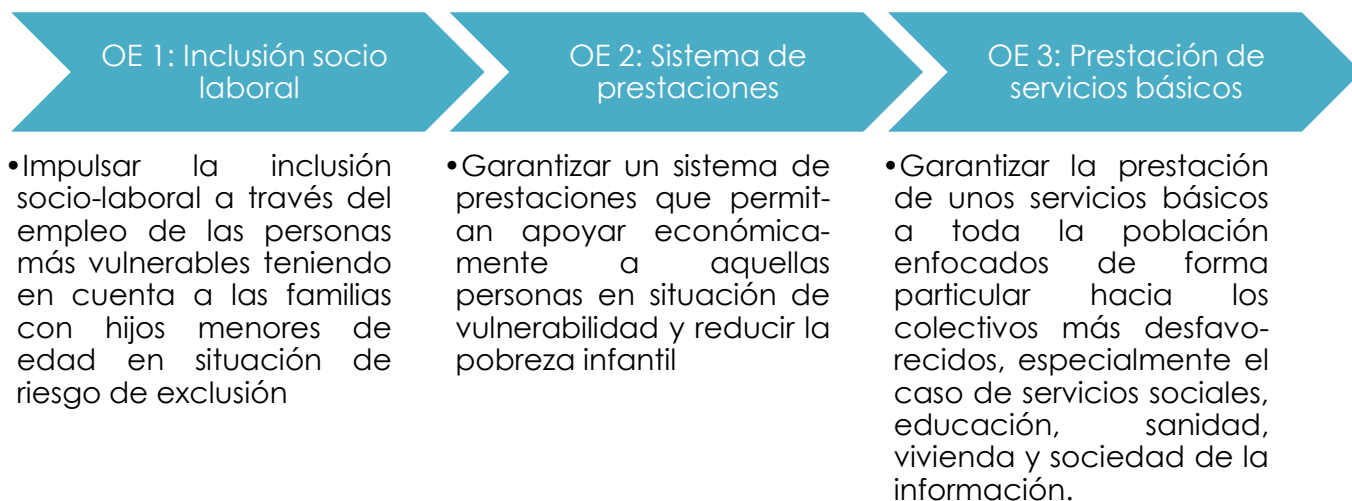 OE 1: Inclusión socio
laboral
•Impulsar la inclusión
socio-laboral a través del
empleo de las personas
más vulnerables teniendo
en cuenta a las familias
con hijos menores de
edad en situación de
riesgo de exclusión
OE 2: Sistema de
prestaciones
•Garantizar un sistema de
prestaciones que permit-
an apoyar económica-
mente a aquellas
personas en situación de
vulnerabilidad y reducir la
pobreza infantil
OE 3: Prestación de
servicios básicos
•Garantizar la prestación
de unos servicios básicos
a toda la población
enfocados de forma
particular hacia los
colectivos más desfavo-
recidos, especialmente el
caso de servicios sociales,
educación, sanidad,
vivienda y sociedad de la
información.